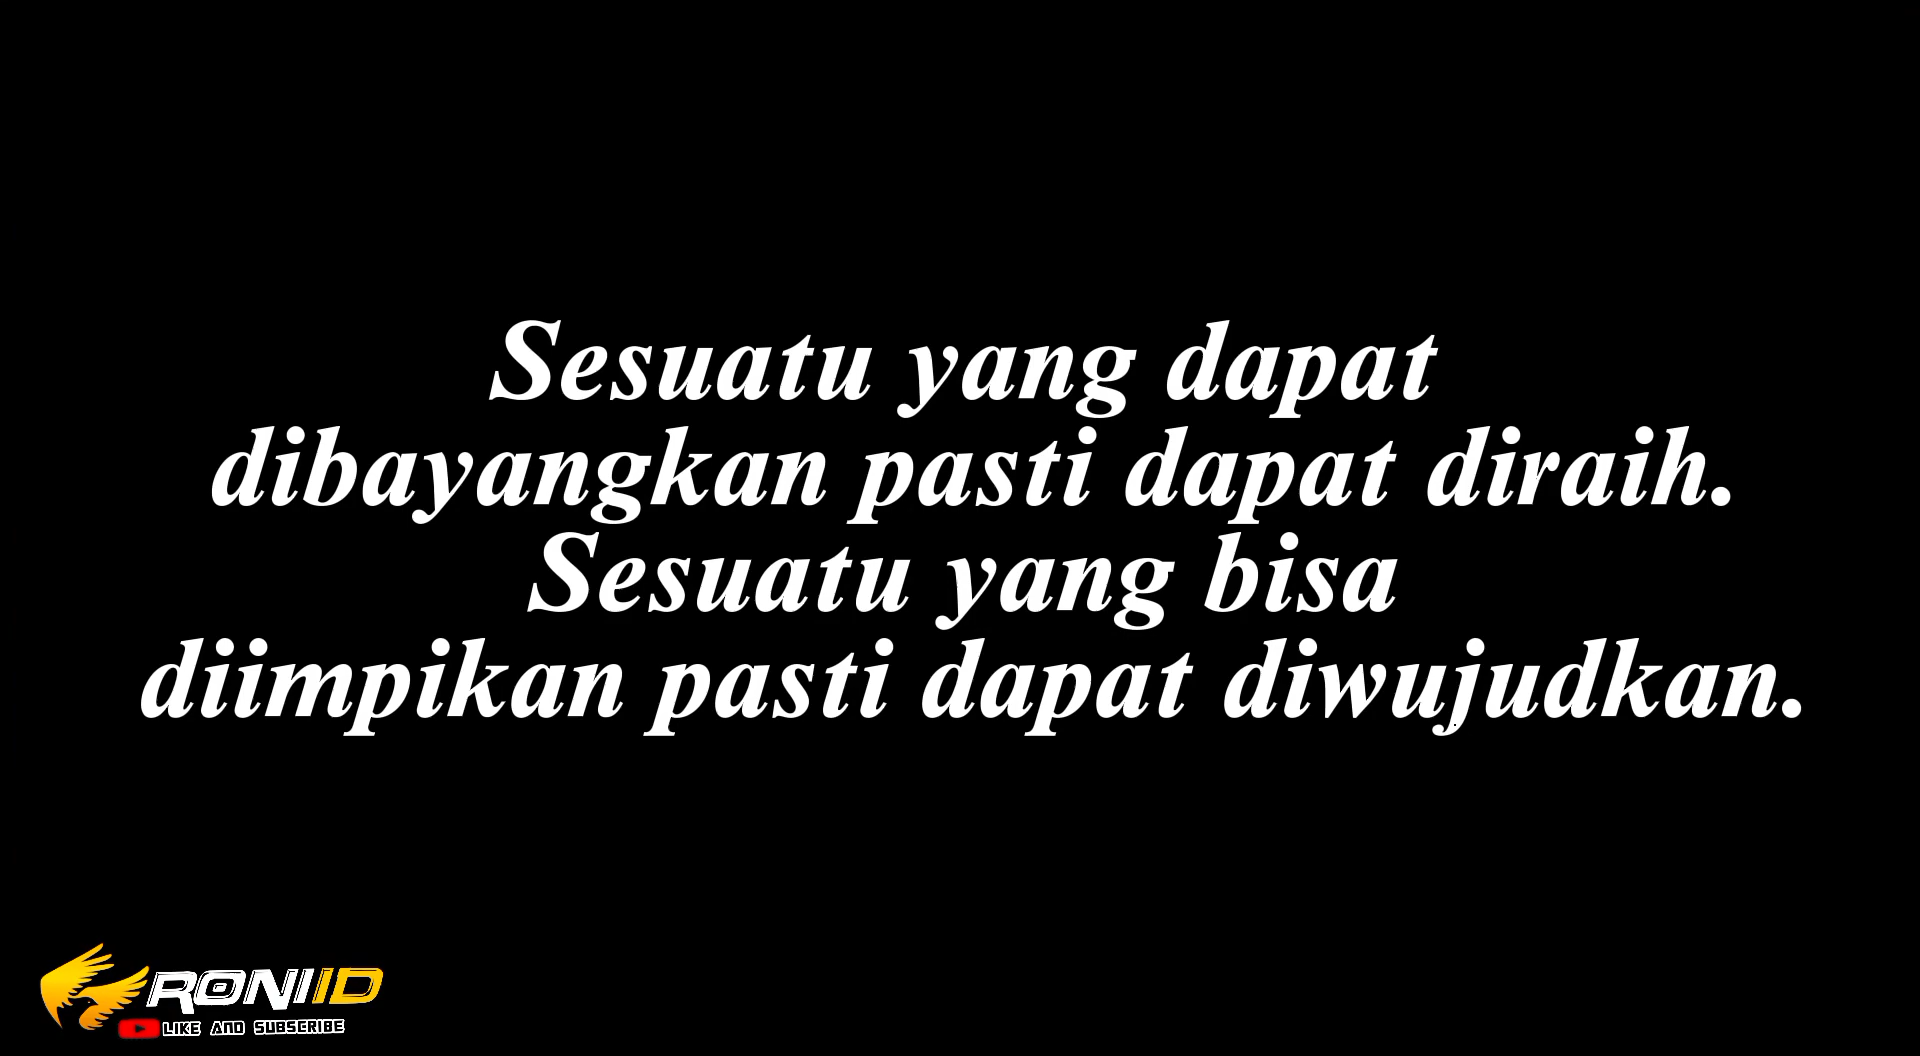 Sesuatu yang dapat
dibayangkan pasti dapat diraih.
Sesuatu yang bisa
diimpikan pasti dapat diwujudkan.
RONIID
LIKE AND SUBSCRIBE